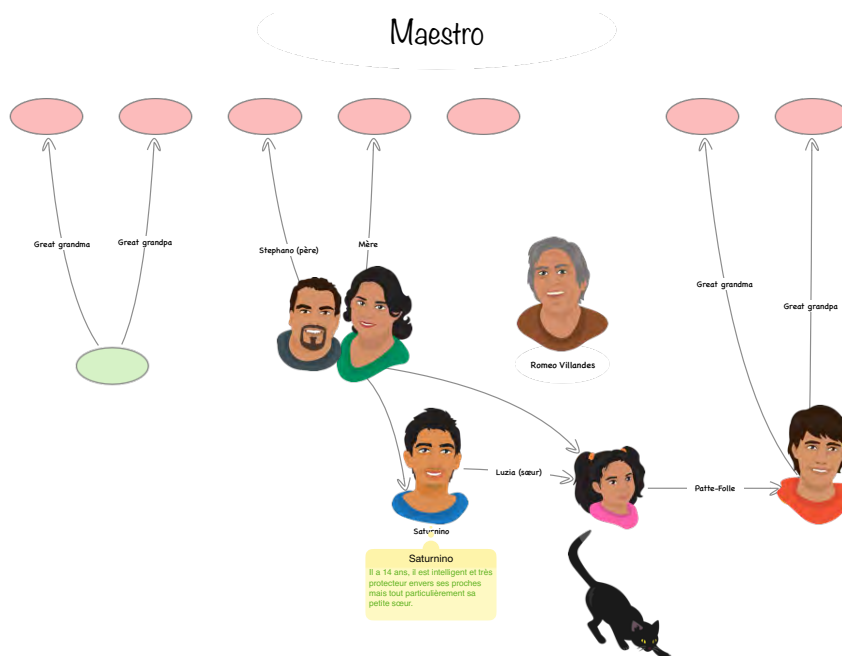 Maestro
Great grandma
Great grandpa
Stephano (père)
Mère
Great grandma
Great grandpa
Romeo Villandes
Luzia (sœur)
Patte-Folle
Saturnino
Saturnino
Il a 14 ans, il est intelligent et très
protecteur envers ses proches
mais tout particulièrement sa
petite sœur.